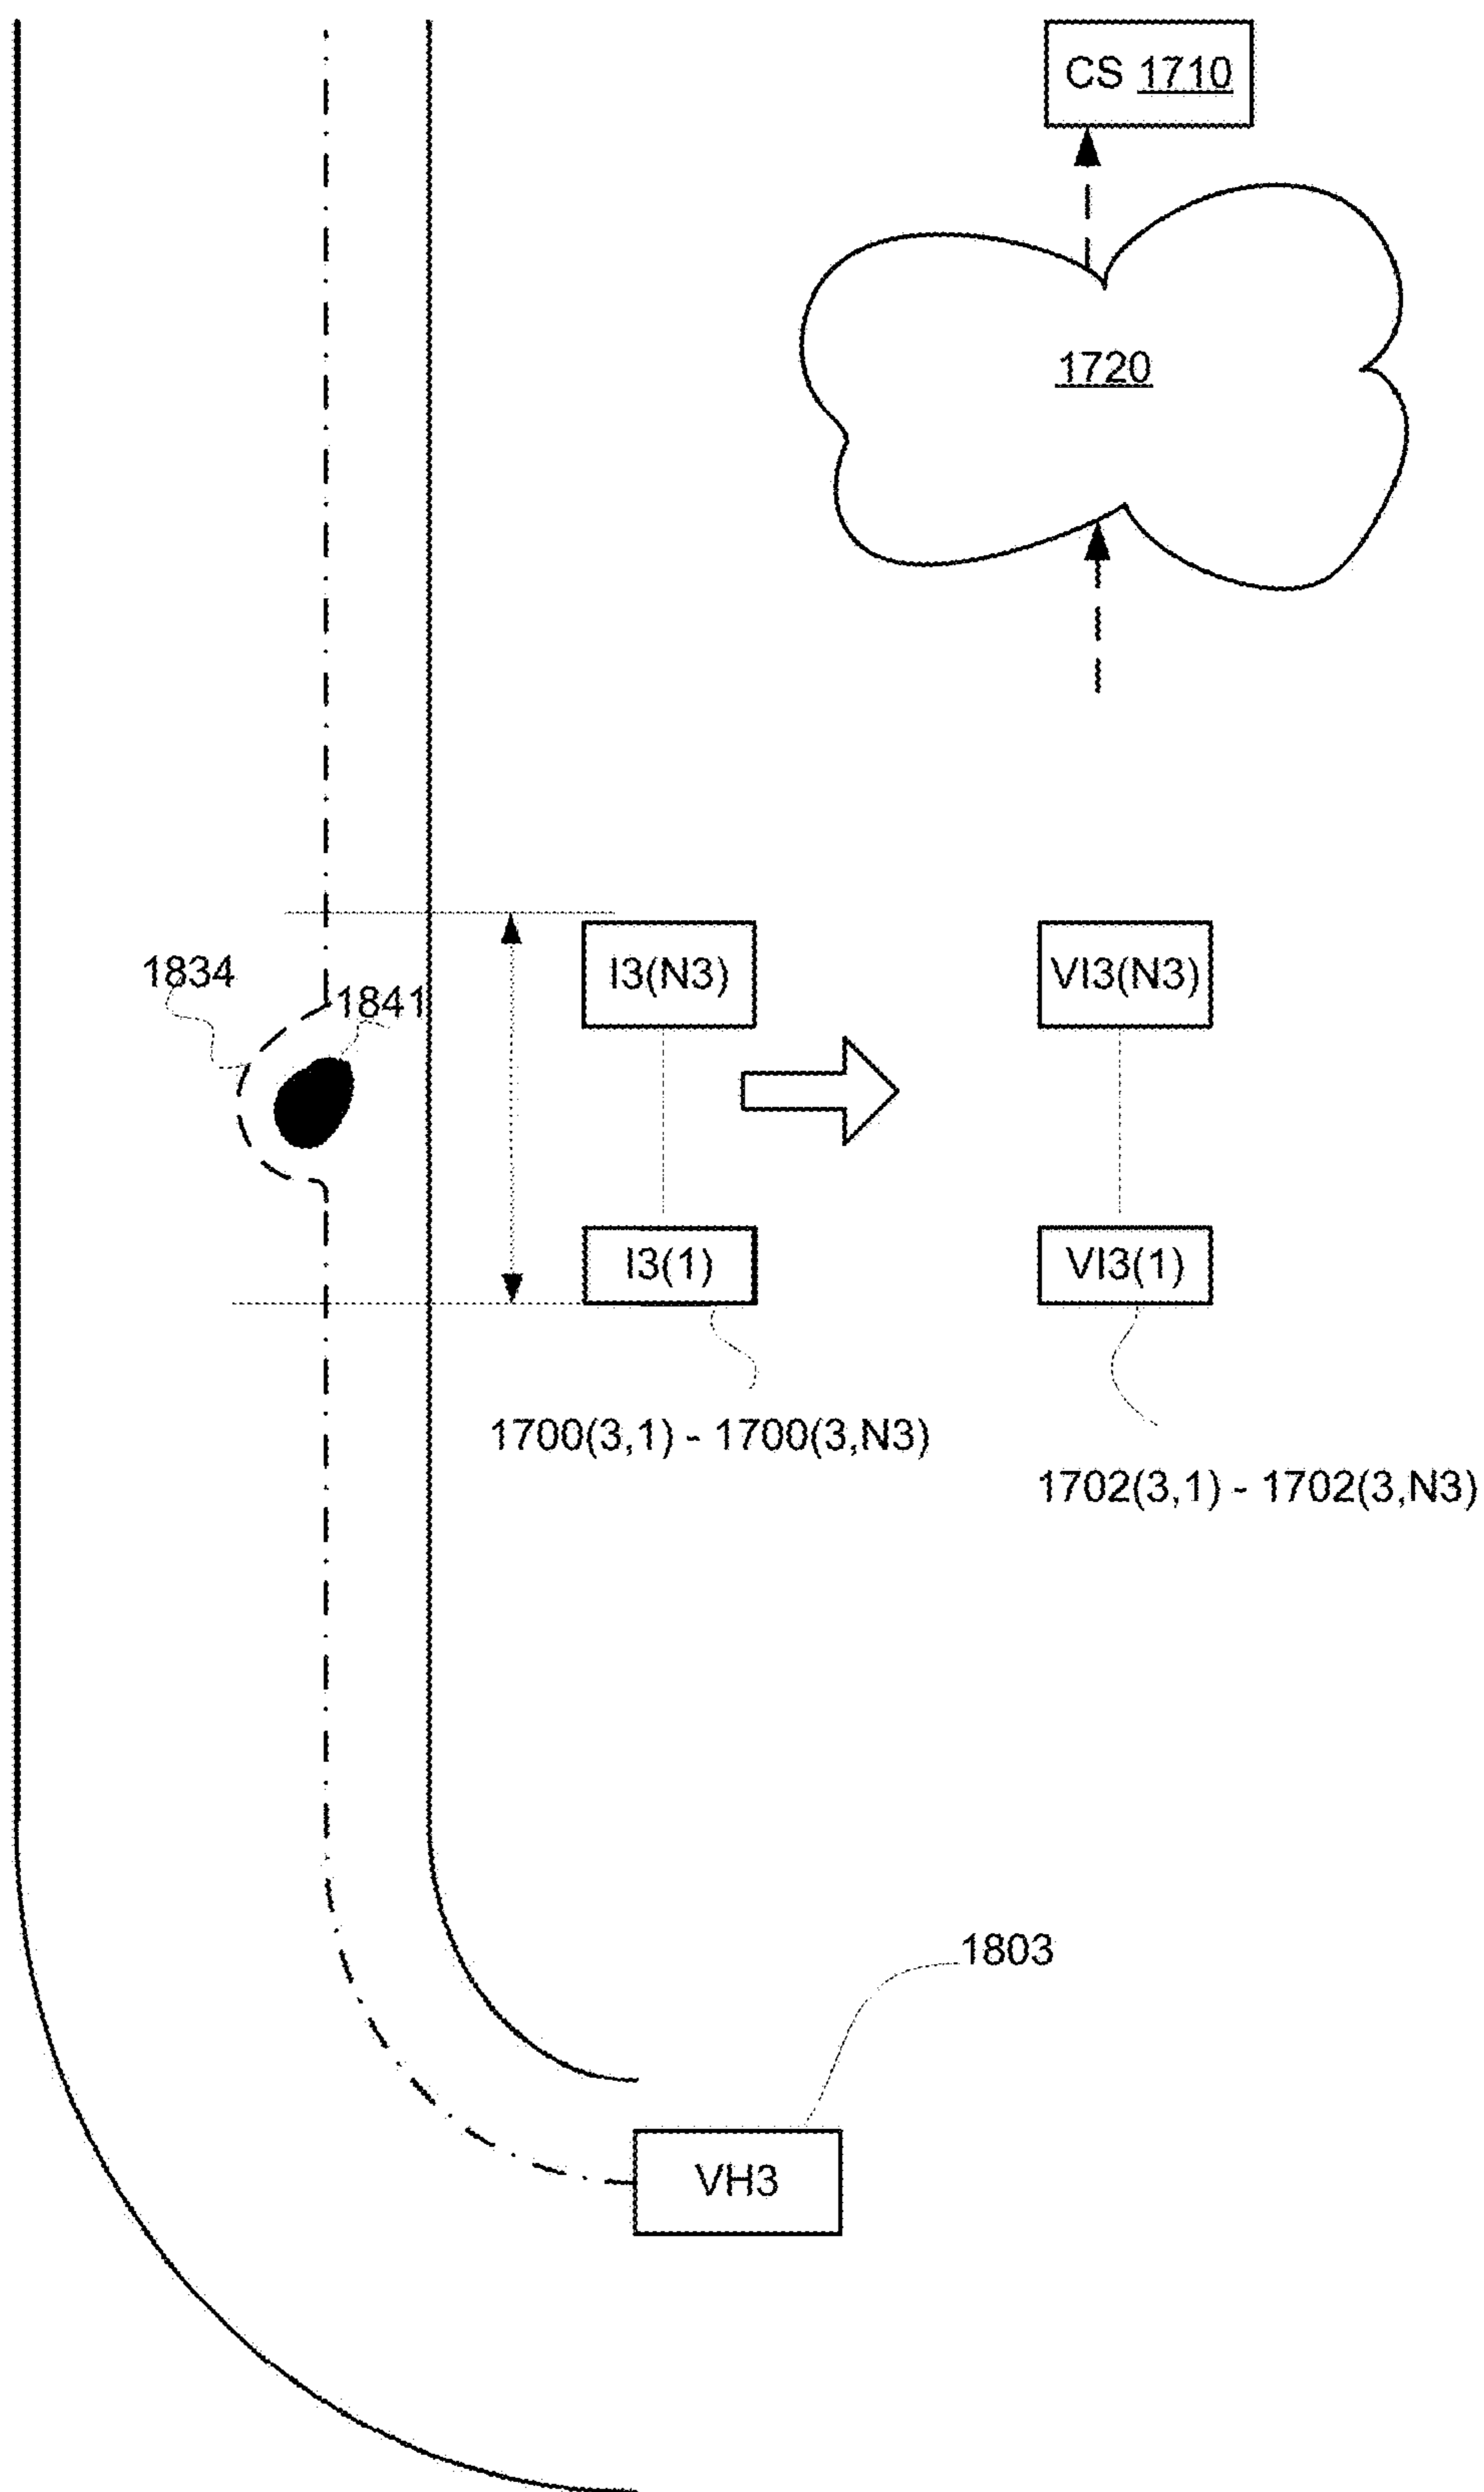 CS 1710
1720
1834
1841
I3(N3)
VI3(N3)
I3(1)
VI3(1)
1700(3,1) - 1700(3,N3)
1702(3,1) - 1702(3,N3)
1803
VH3